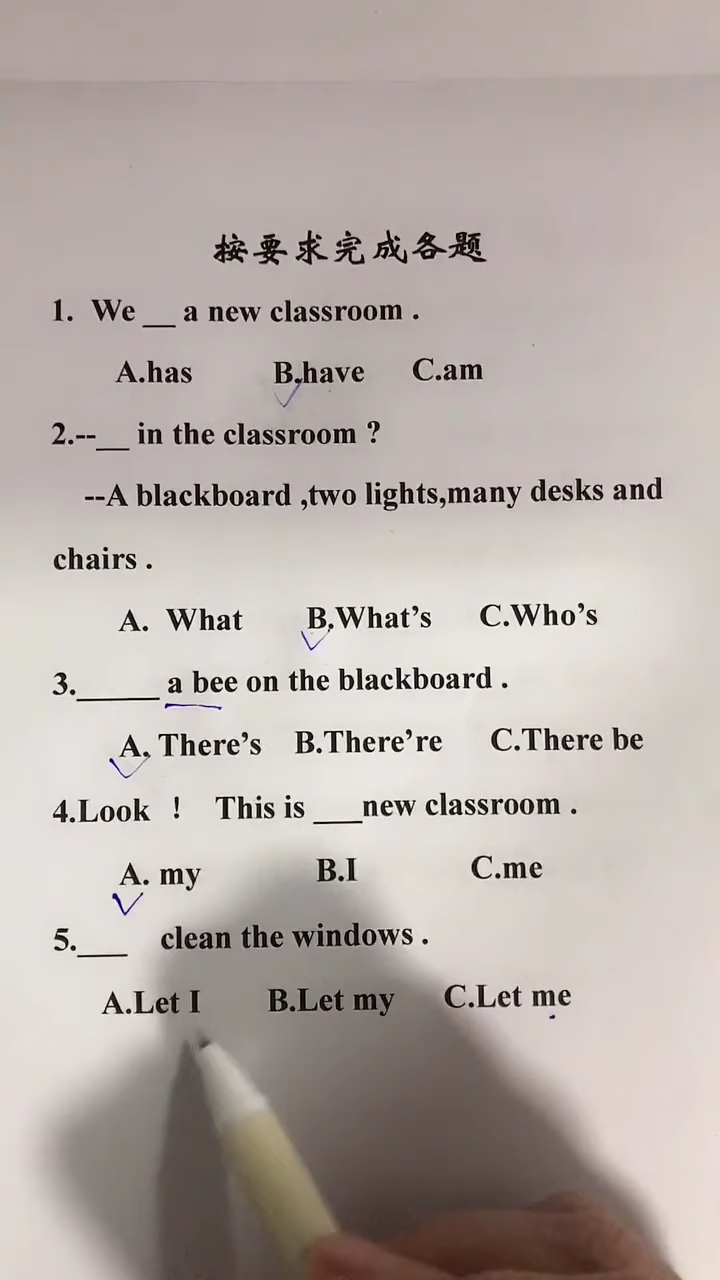 按要求完成各题
1. We __ a new classroom .
A.has B.have C.am
2.--__ in the classroom ?
--A blackboard ,two lights,many desks and
chairs .
A. What B.What's C.Who's
3._____ a bee on the blackboard .
A. There's B.There're C.There be
4.Look ！ This is ___new classroom .
A. my B.I C.me
5.___ clean the windows .
A.Let I B.Let my C.Let me